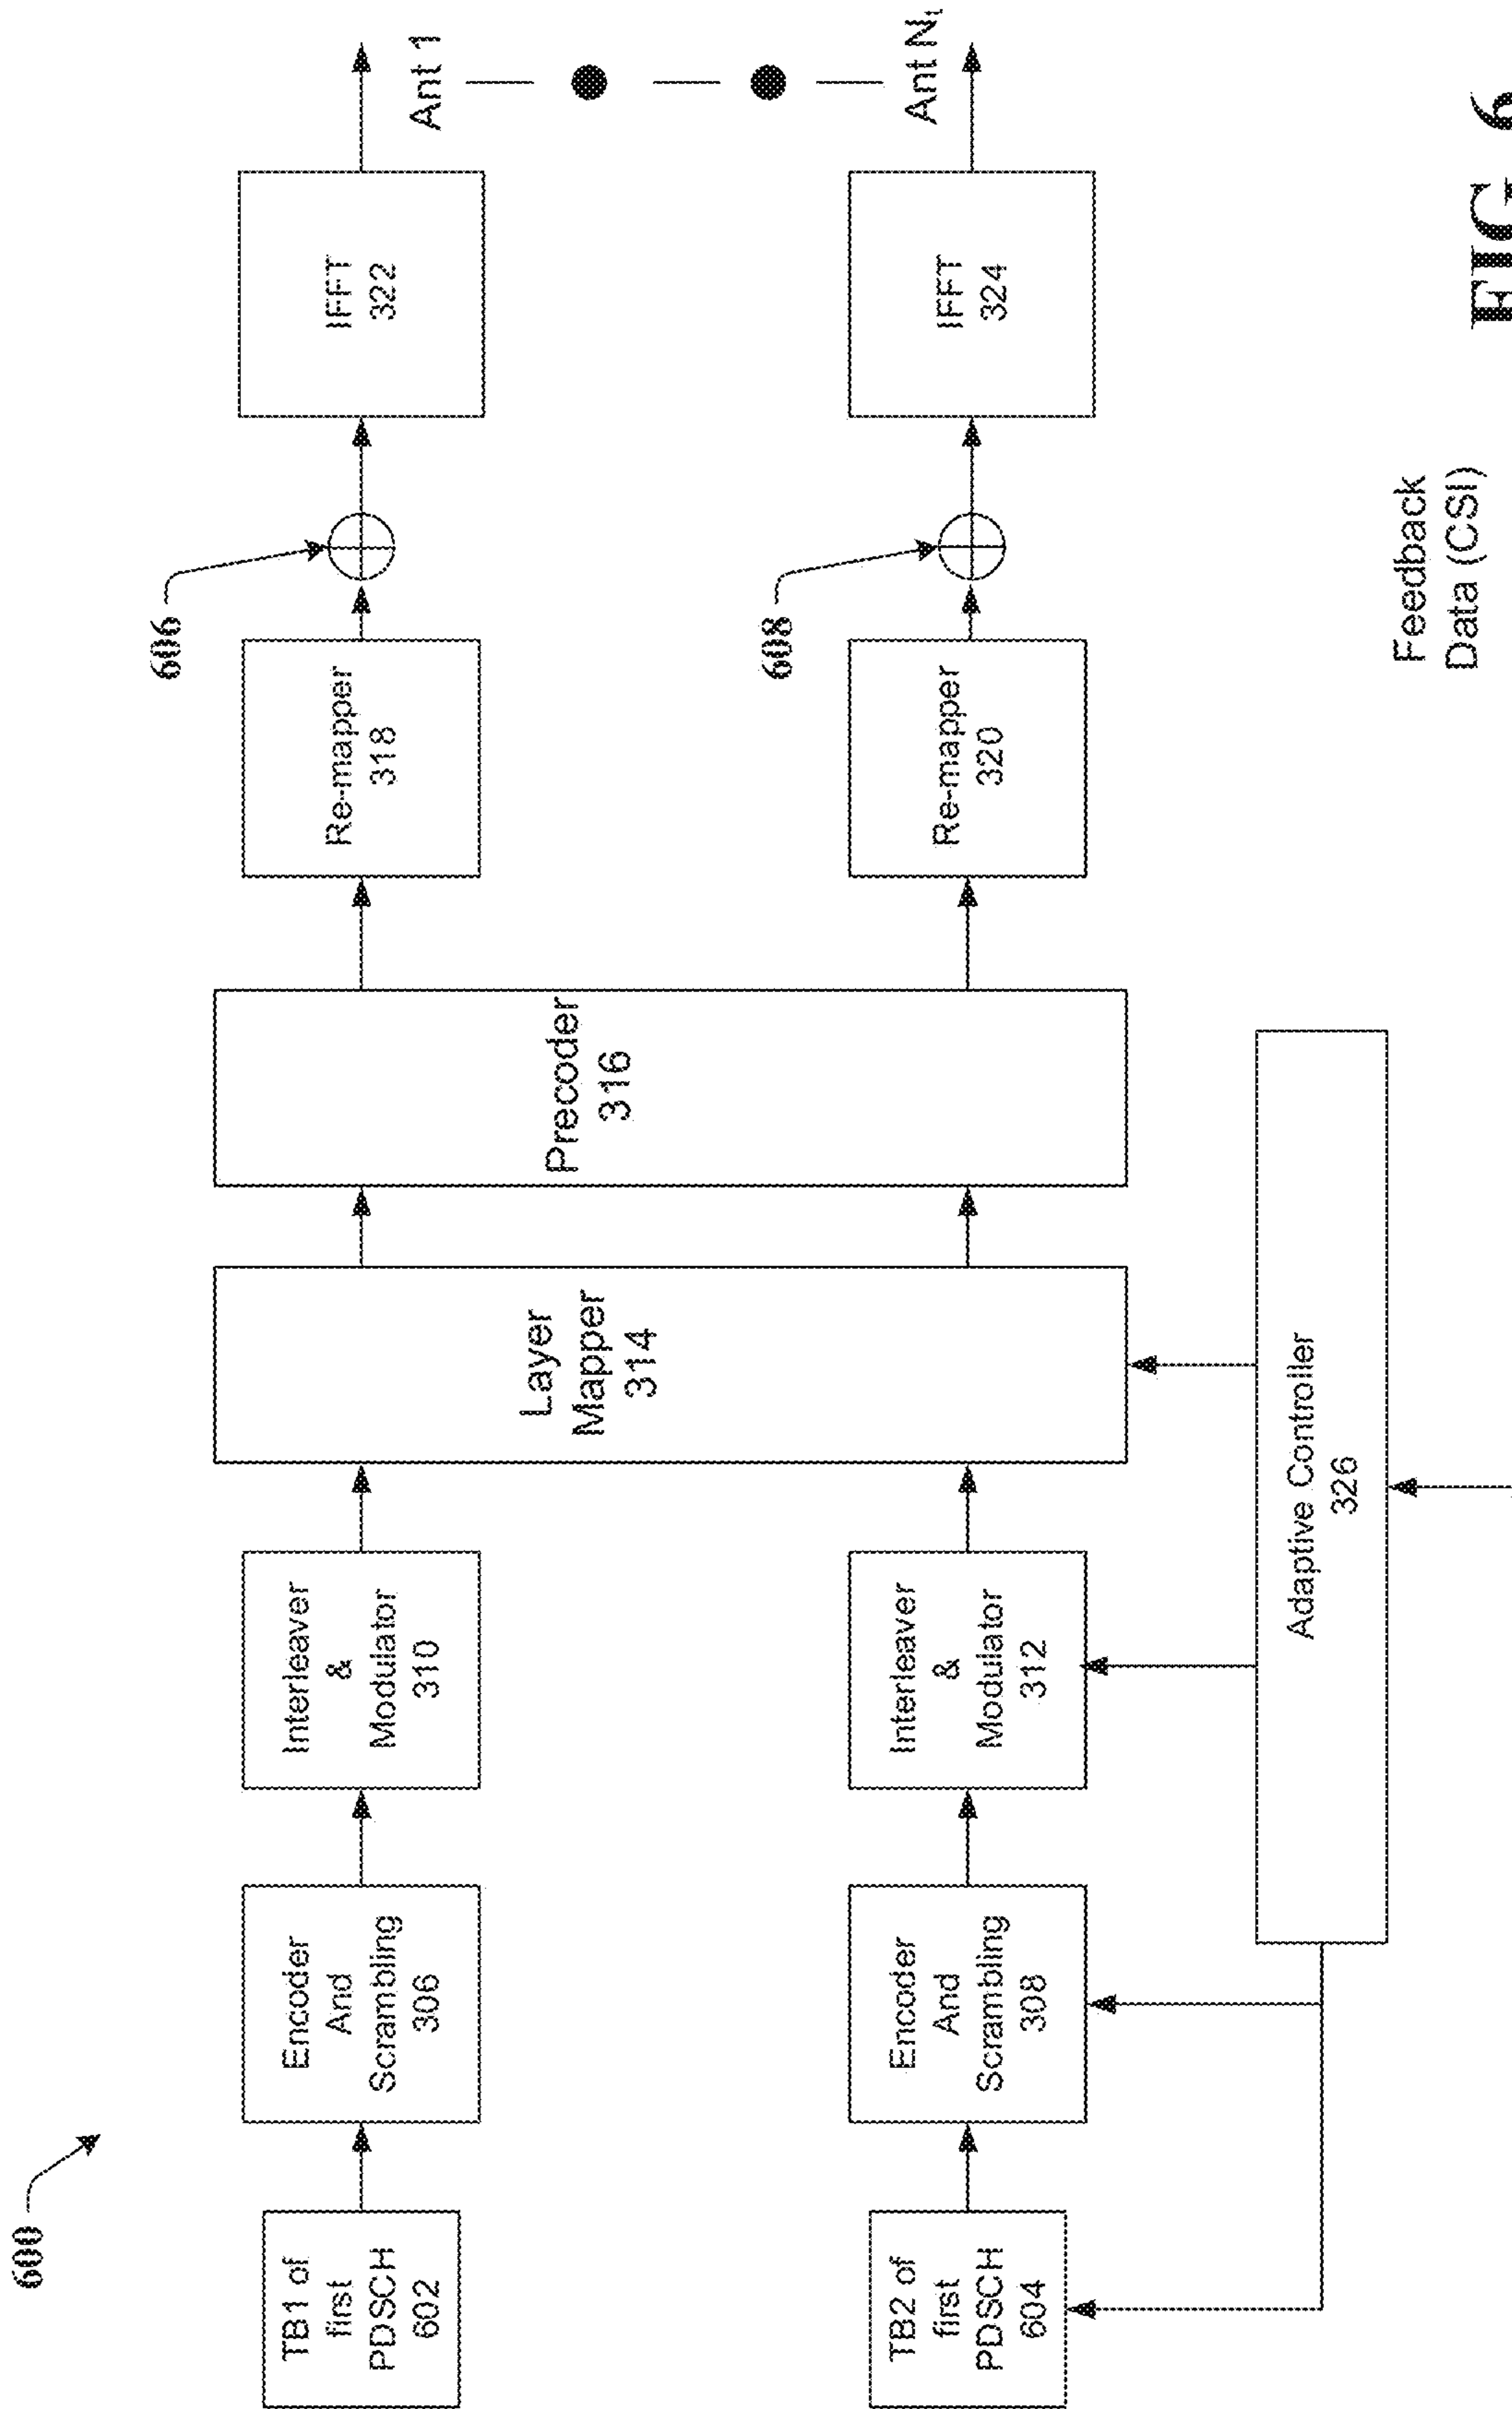 600
TB1 of
first
PDSCH
602
Encoder
And
Scrambling
306
Interleaver
&
Modulator
310
Layer
Mapper
314
Precoder
316
Re-mapper
318
606
IFFT
322
Ant 1
TB2 of
first
PDSCH
604
Encoder
And
Scrambling
308
Interleaver
&
Modulator
312
Re-mapper
320
608
IFFT
324
Ant Nt
Adaptive Controller
326
Feedback
Data (CSI)
FIG. 6